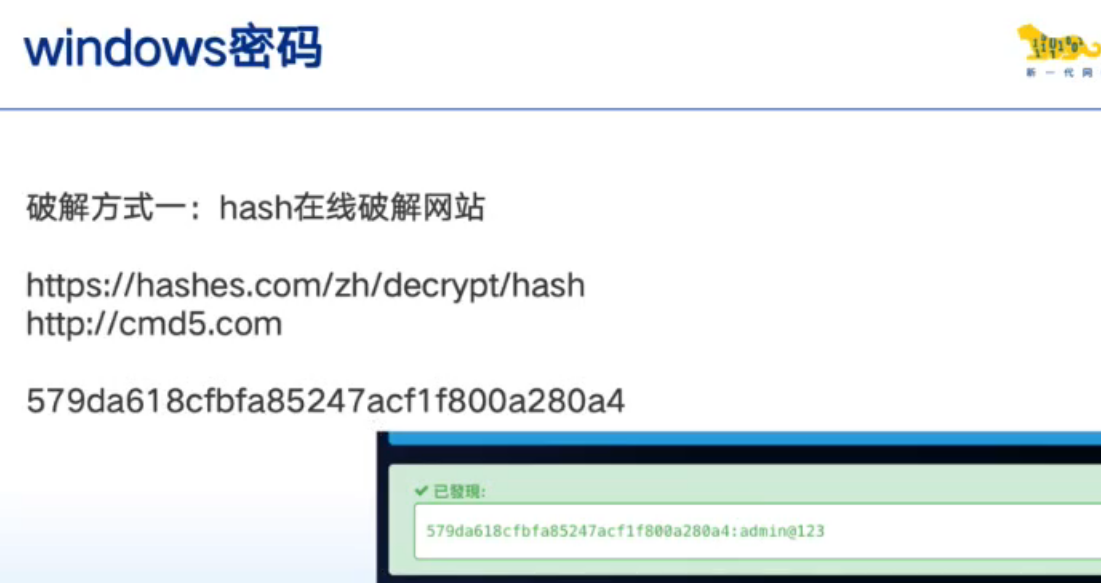 windows密码
新一代网
破解方式一：hash在线破解网站
https://hashes.com/zh/decrypt/hash
http://cmd5.com
579da618cfbfa85247acf1f800a280a4
✔ 已發現:
579da618cfbfa85247acf1f800a280a4:admin@123